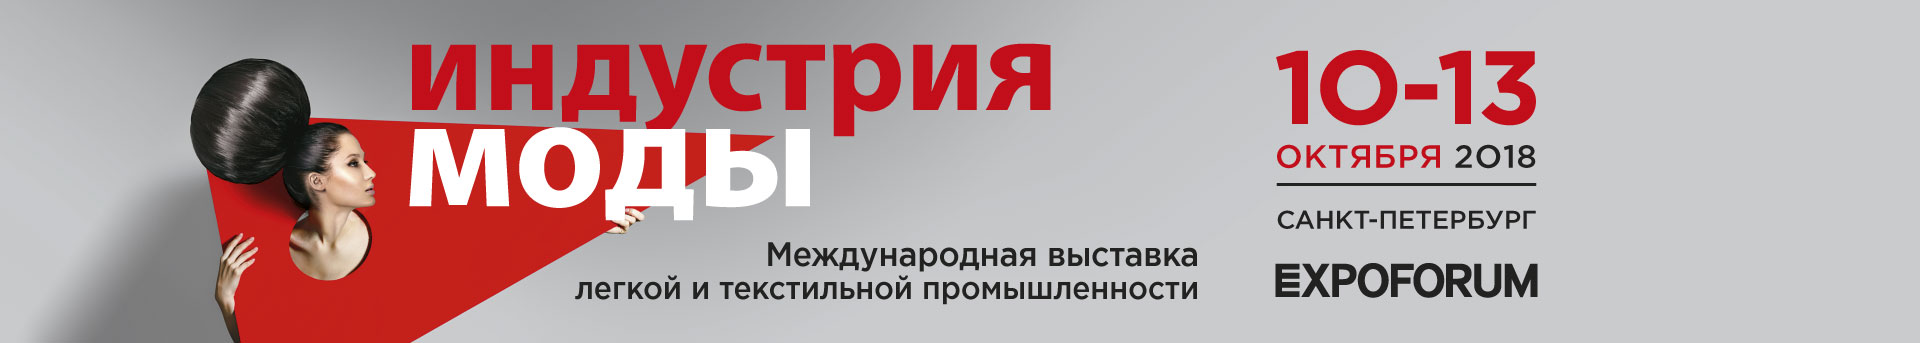 индустрия
моды
Международная выставка
легкой и текстильной промышленности
10-13
ОКТЯБРЯ 2018
САНКТ-ПЕТЕРБУРГ
EXPOFORUM